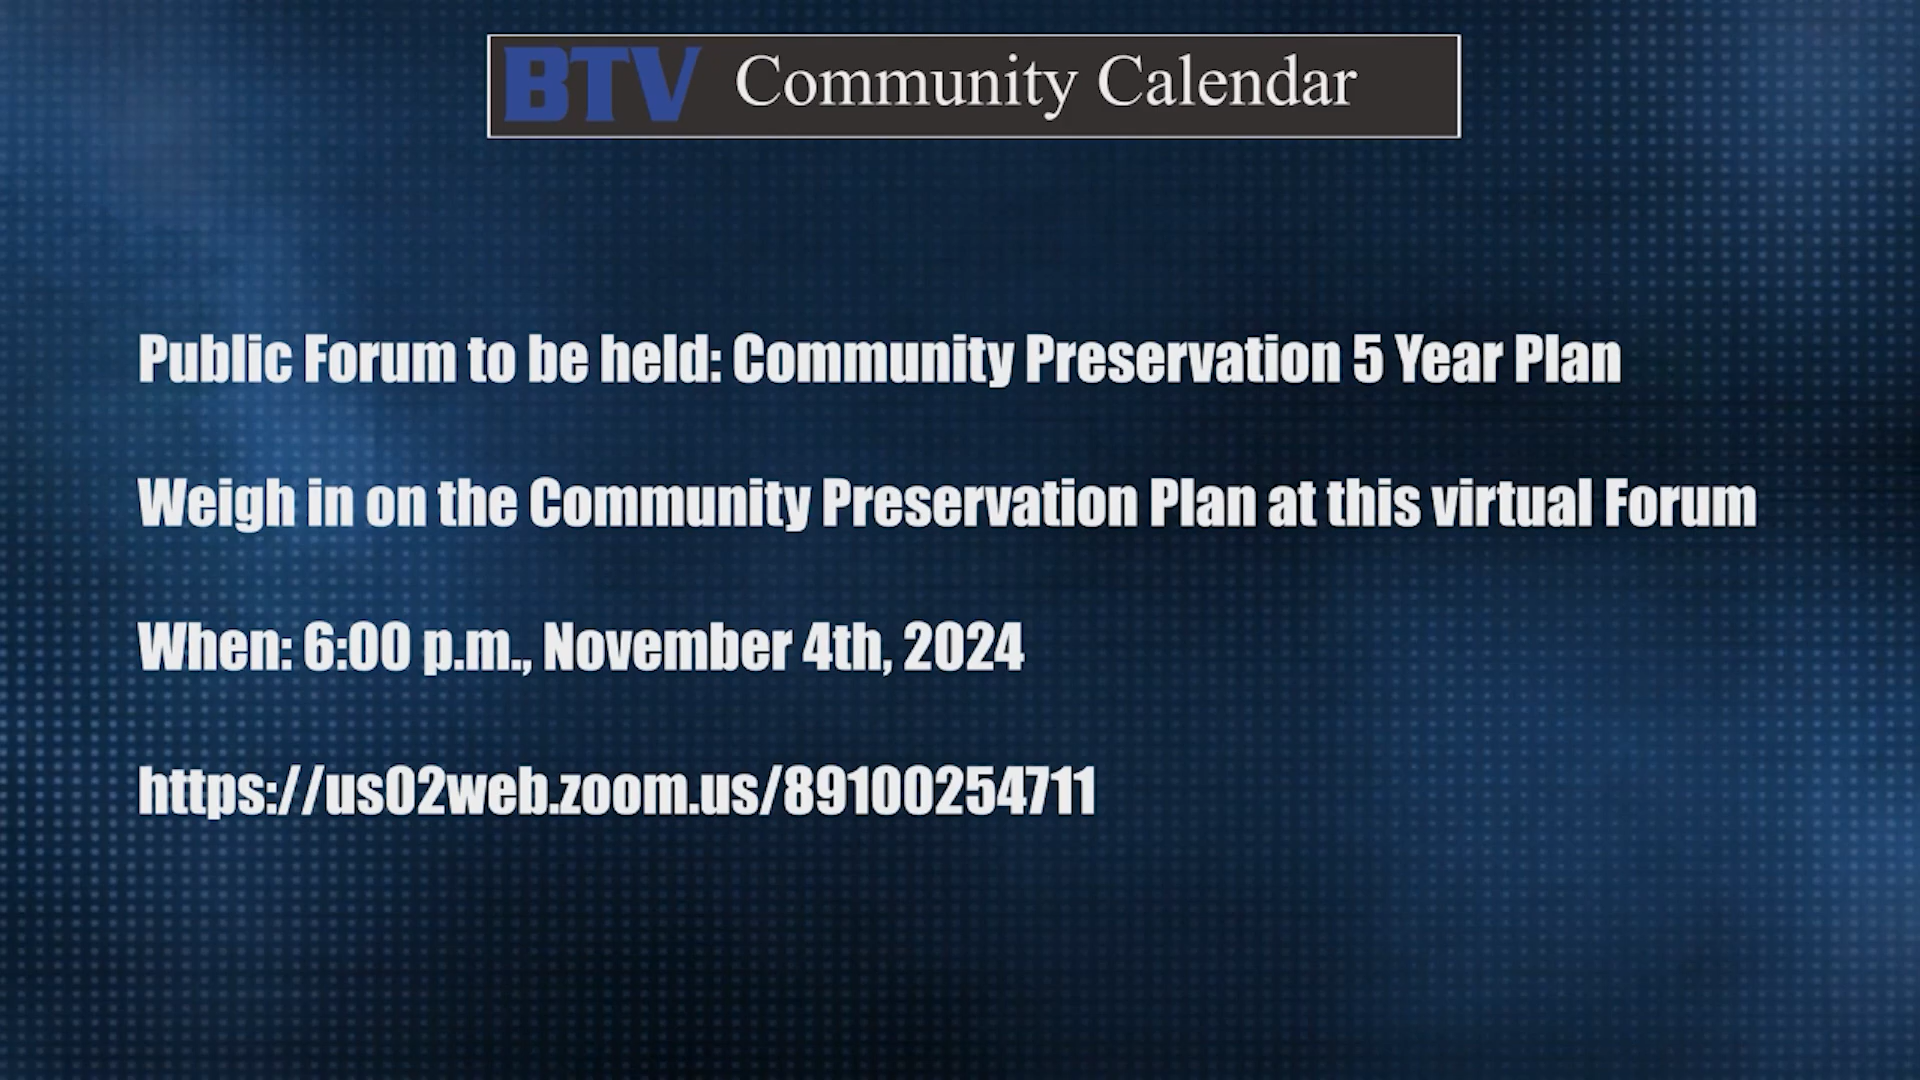 BTV Community Calendar
Public Forum to be held: Community Preservation 5 Year Plan
Weigh in on the Community Preservation Plan at this virtual Forum
When: 6:00 p.m., November 4th, 2024
https://us02web.zoom.us/89100254711